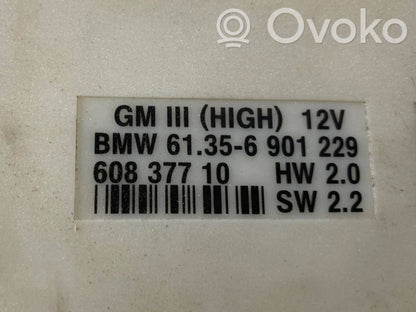 Ovoko
GM III (HIGH) 12V
BMW 61.35-6 901 229
608 377 10 HW 2.0
SW 2.2